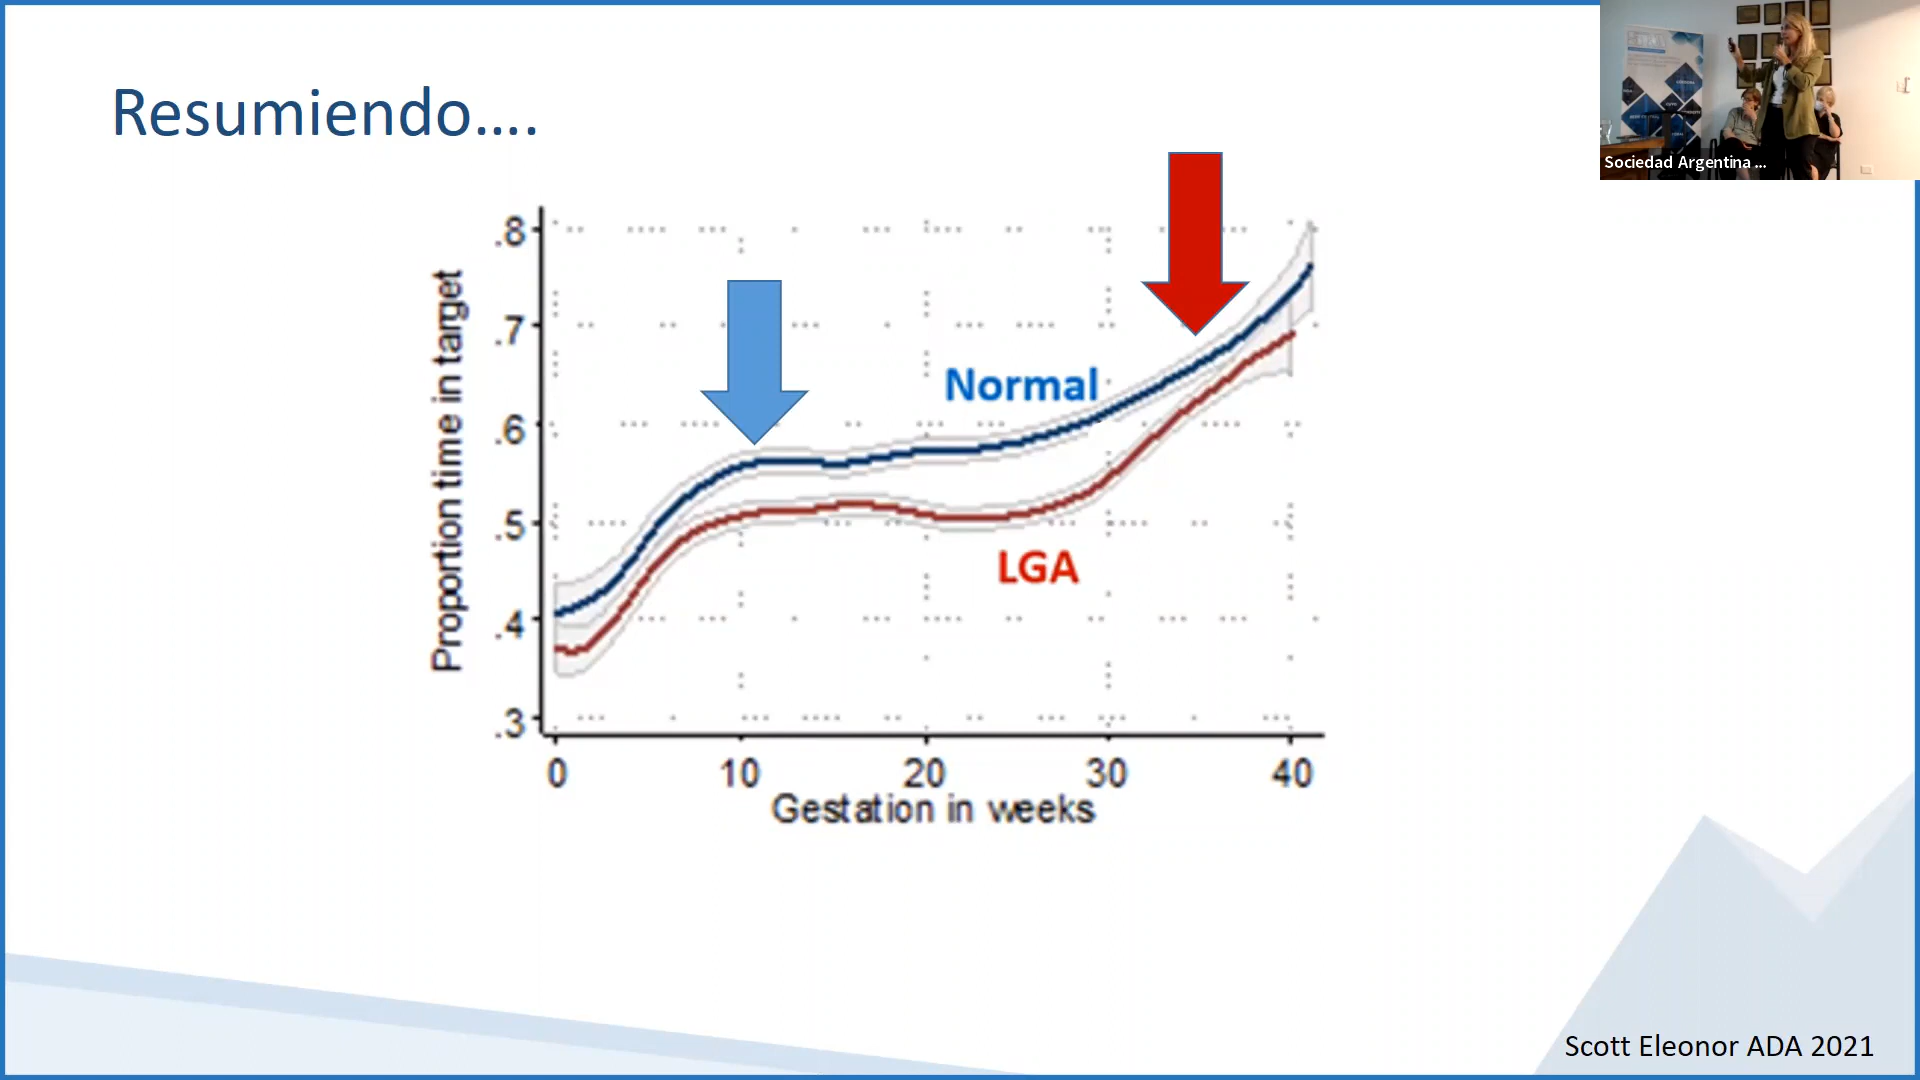 Resumiendo....
Sociedad Argentina ...
.8
.7
.6
.5
.4
.3
Proportion time in target
Normal
LGA
0 10 20 30 40
Gestation in weeks
Scott Eleonor ADA 2021